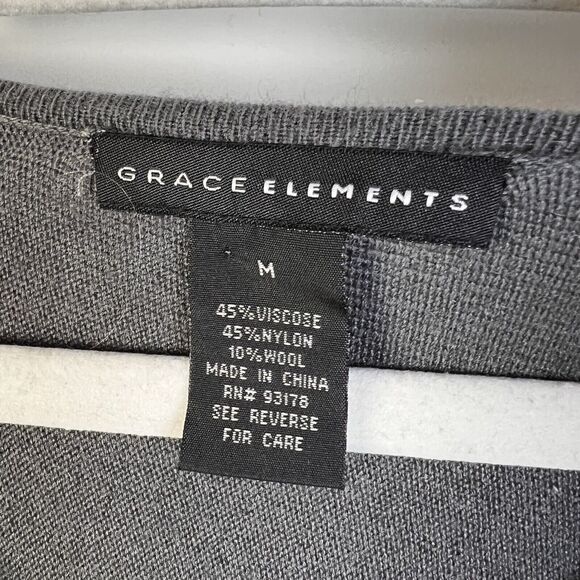 GRACE ELEMENTS
M
45%VISCOSE
45%NYLON
10%WOOL
MADE IN CHINA
RN# 93178
SEE REVERSE
FOR CARE